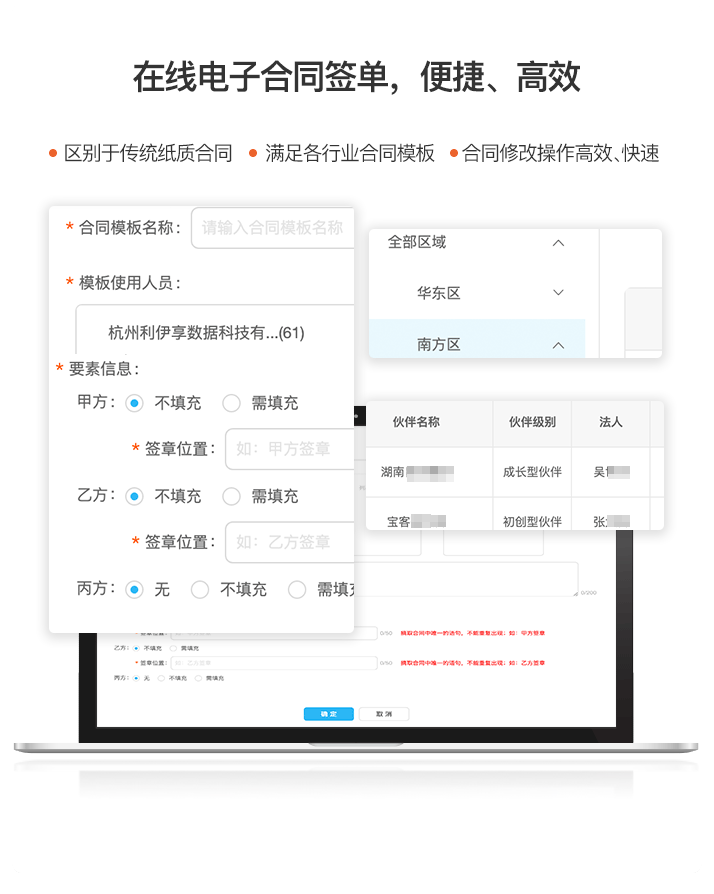 在线电子合同签单，便捷、高效
• 区别于传统纸质合同 • 满足各行业合同模板 • 合同修改操作高效、快速
* 合同模板名称： 请输入合同模板名称
* 模板使用人员：
杭州利伊享数据科技有...(61)
* 要素信息：
甲方： 不填充 需填充
* 签章位置： 如：甲方签章
乙方： 不填充 需填充
* 签章位置： 如：乙方签章
丙方： 无 不填充 需填
全部区域
华东区
南方区
伙伴名称 伙伴级别 法人
湖南 成长型伙伴 吴
宝客 初创型伙伴 张
0/200
* 签章位置： 0/50 摘取合同中唯一的语句，不能重复出现；如：甲方签章
乙方： 不填充 需填充
* 签章位置： 如：乙方签章 0/50 摘取合同中唯一的语句，不能重复出现；如：乙方签章
丙方： 无 不填充 需填充
确定 取消